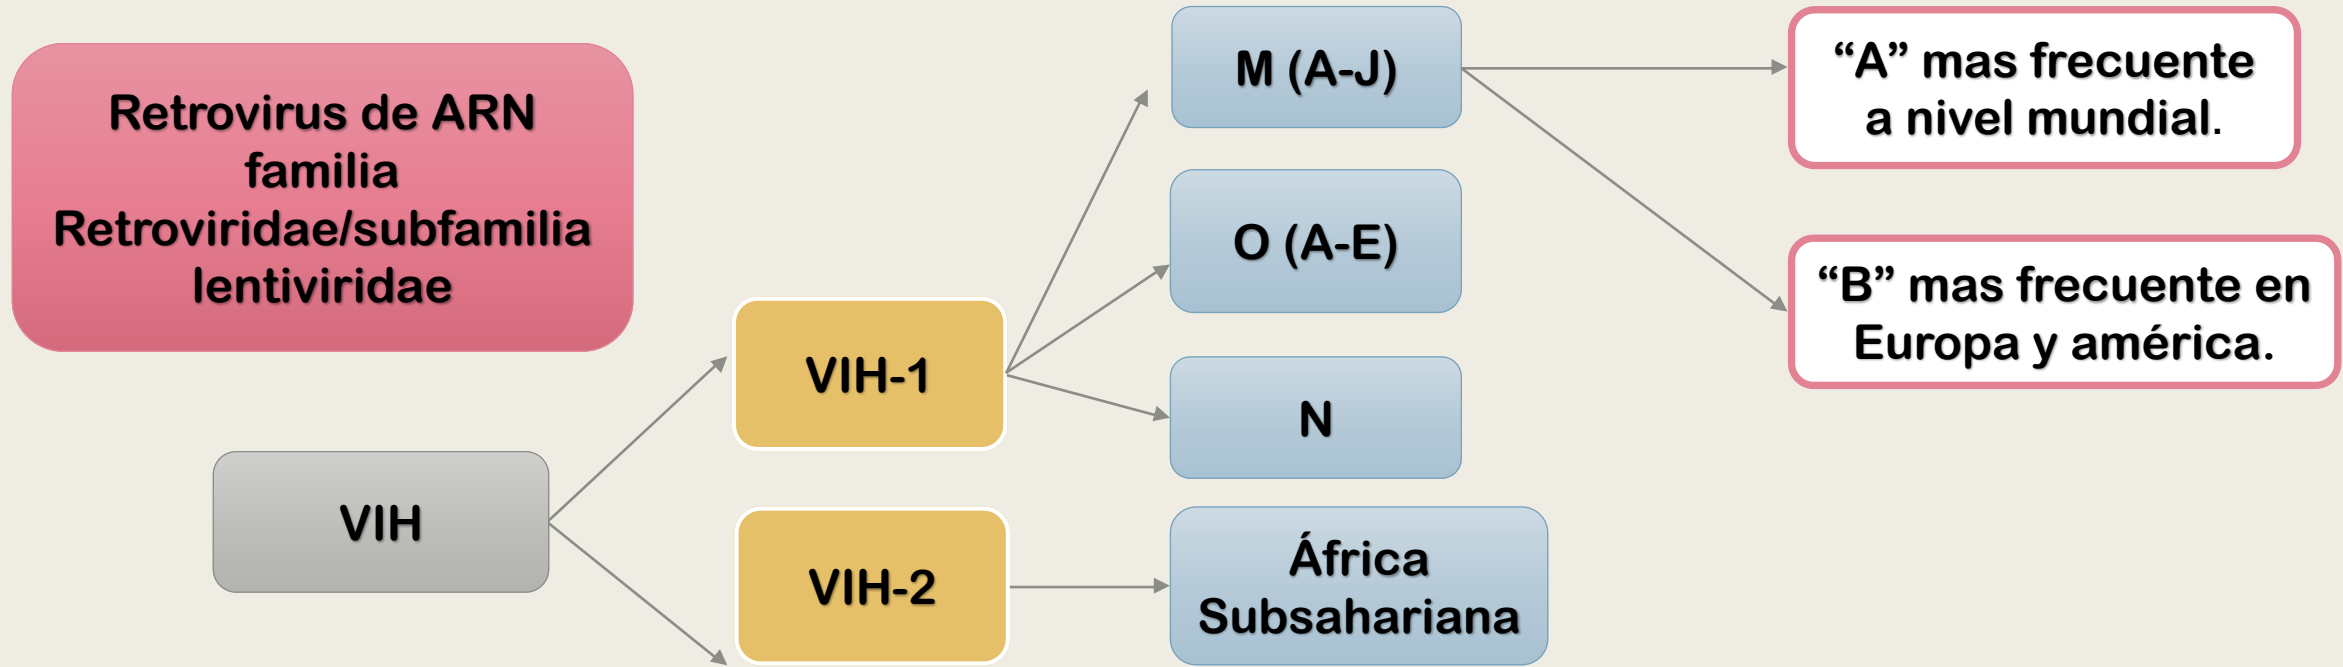 Retrovirus de ARN
familia
Retroviridae/subfamilia
lentiviridae
VIH
VIH-1
VIH-2
M (A-J)
O (A-E)
N
África
Subsahariana
“A” mas frecuente
a nivel mundial.
“B” mas frecuente en
Europa y américa.